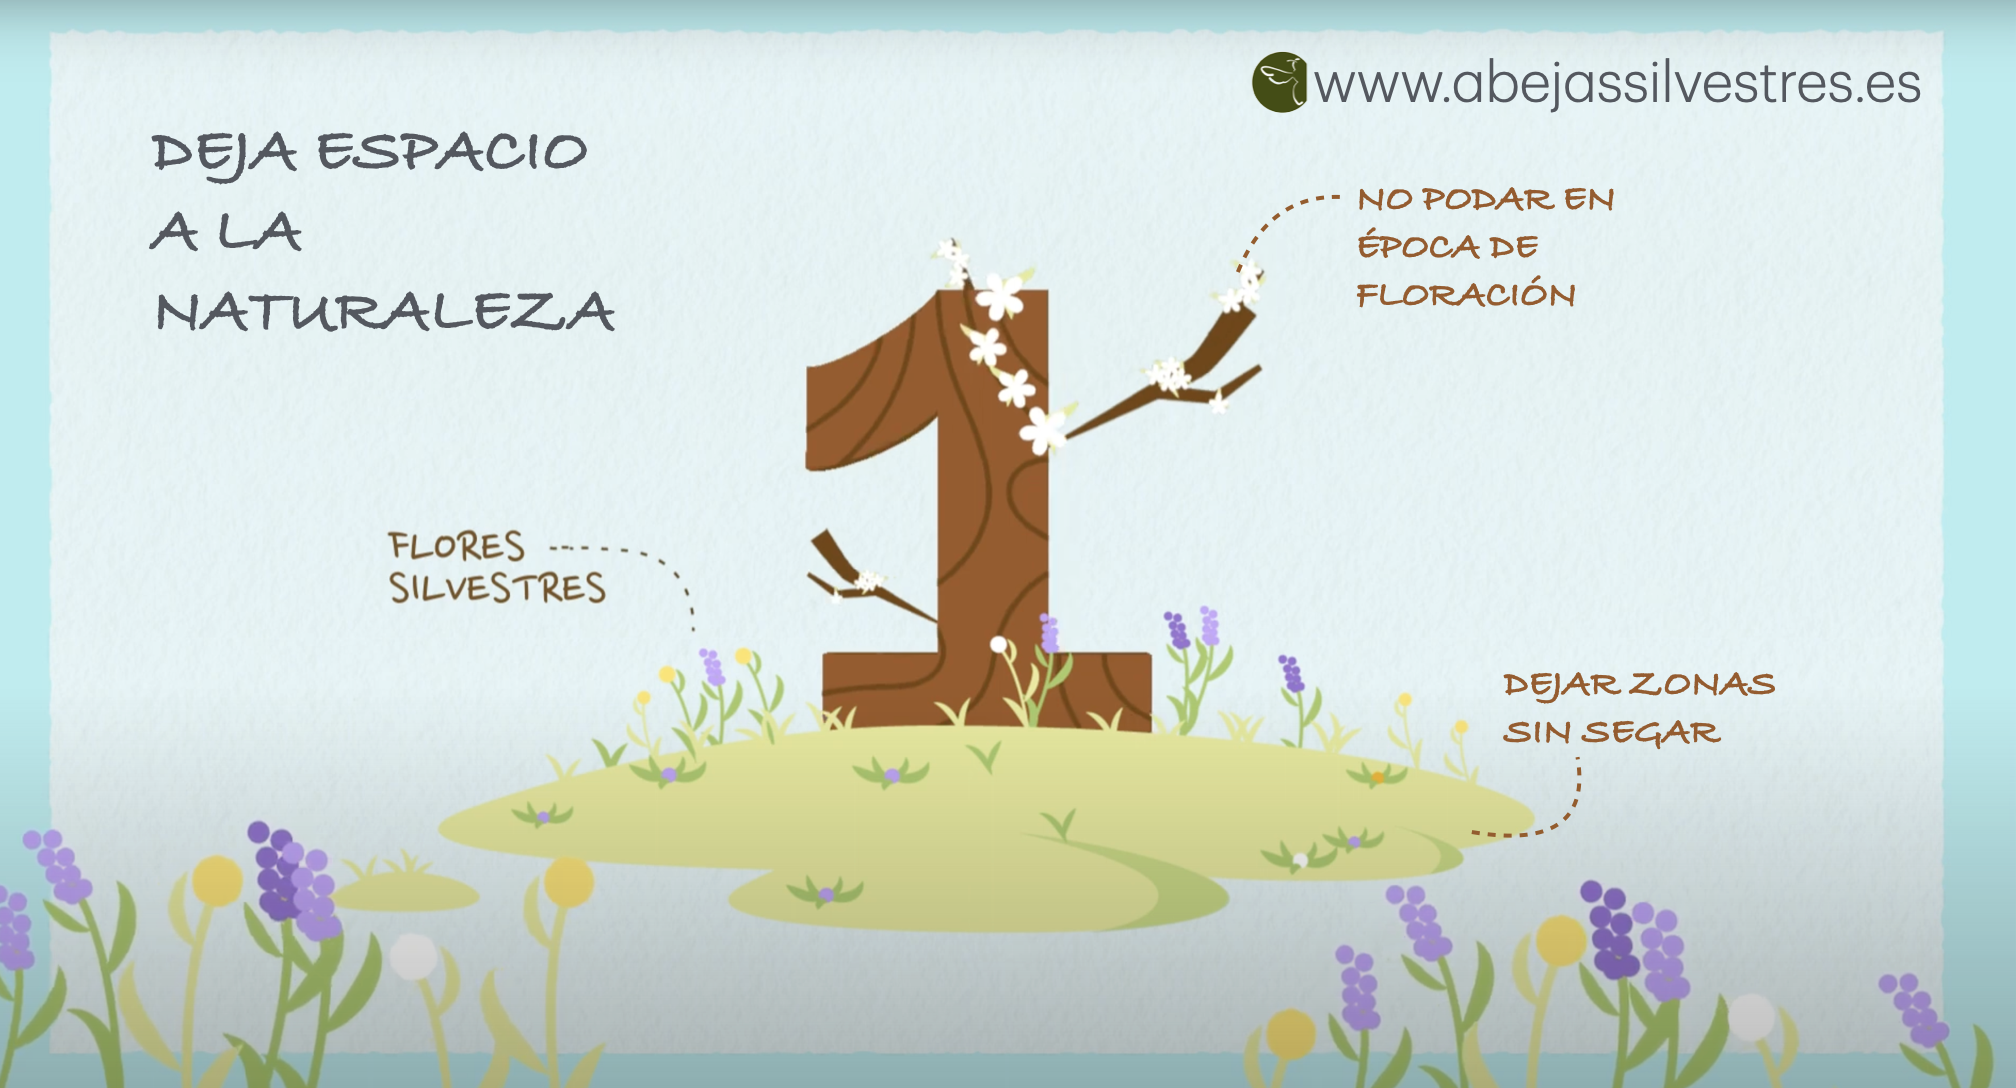 www.abejassilvestres.es
DEJA ESPACIO
A LA
NATURALEZA
NO PODAR EN
ÉPOCA DE
FLORACIÓN
1
FLORES
SILVESTRES
DEJAR ZONAS
SIN SEGAR